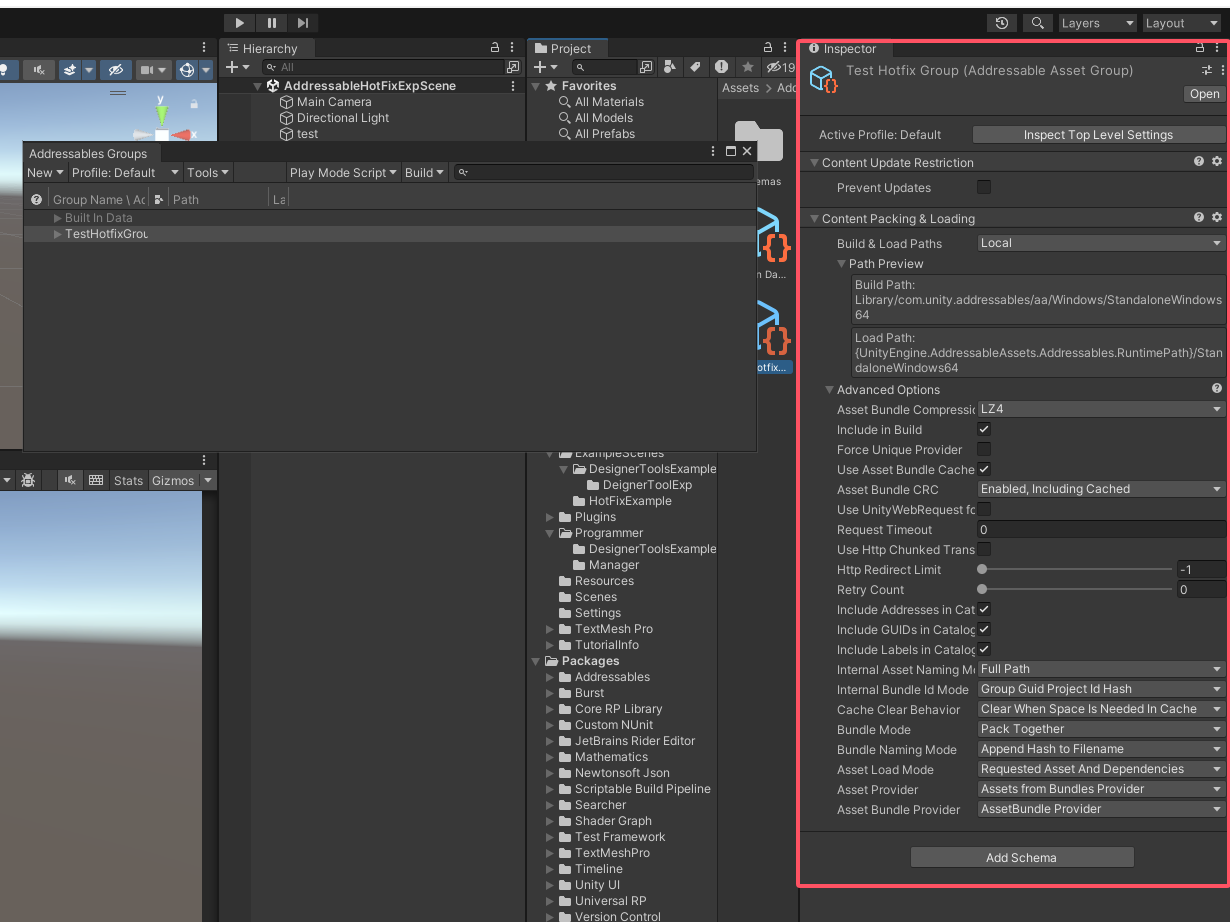 Layers
Layout
Hierarchy
All
AddressableHotFixExpScene
Main Camera
Directional Light
test
Project
19
Favorites
All Materials
All Models
All Prefabs
Assets > Add
emas
n Da...
otfix...
Addressables Groups
New
Profile: Default
Tools
Play Mode Script
Build
Group Name \ Ac
Path
La
Built In Data
TestHotfixGrou
Stats
Gizmos
ExampleScenes
DesignerToolsExample
DeignerToolExp
HotFixExample
Plugins
Programmer
DesignerToolsExample
Manager
Resources
Scenes
Settings
TextMesh Pro
TutorialInfo
Packages
Addressables
Burst
Core RP Library
Custom NUnit
JetBrains Rider Editor
Mathematics
Newtonsoft Json
Scriptable Build Pipeline
Searcher
Shader Graph
Test Framework
TextMeshPro
Timeline
Unity UI
Universal RP
Version Control
Inspector
Test Hotfix Group (Addressable Asset Group)
Open
Active Profile: Default
Inspect Top Level Settings
Content Update Restriction
Prevent Updates
Content Packing & Loading
Build & Load Paths
Local
Path Preview
Build Path:
Library/com.unity.addressables/aa/Windows/StandaloneWindows
64
Load Path:
{UnityEngine.AddressableAssets.Addressables.RuntimePath}/Stan
daloneWindows64
Advanced Options
Asset Bundle Compressic LZ4
Include in Build
Force Unique Provider
Use Asset Bundle Cache
Asset Bundle CRC Enabled, Including Cached
Use UnityWebRequest fc
Request Timeout 0
Use Http Chunked Trans
Http Redirect Limit -1
Retry Count 0
Include Addresses in Cat
Include GUIDs in Catalog
Include Labels in Catalog
Internal Asset Naming M Full Path
Internal Bundle Id Mode Group Guid Project Id Hash
Cache Clear Behavior Clear When Space Is Needed In Cache
Bundle Mode Pack Together
Bundle Naming Mode Append Hash to Filename
Asset Load Mode Requested Asset And Dependencies
Asset Provider Assets from Bundles Provider
Asset Bundle Provider AssetBundle Provider
Add Schema